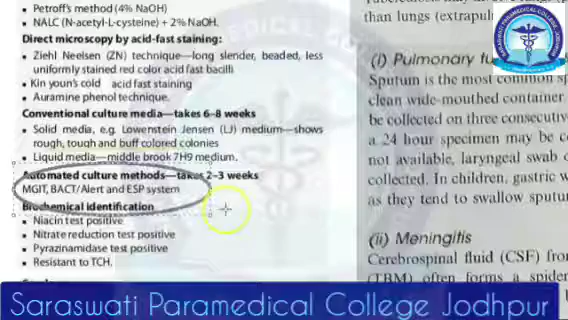 • Petroff's method (4% NaOH)
• NALC (N-acetyl-L-cysteine) + 2% NaOH.
Direct microscopy by acid-fast staining:
• Ziehl Neelsen (ZN) technique—long slender, beaded, less
uniformly stained red color acid fast bacilli
• Kin youn's cold acid fast staining
• Auramine phenol technique.
Conventional culture media—takes 6–8 weeks
• Solid media, e.g. Lowenstein Jensen (LJ) medium—shows
rough, tough and buff colored colonies
• Liquid media—middle brook 7H9 medium.
Automated culture methods—takes 2–3 weeks
MGIT, BACT/Alert and ESP system
Biochemical identification
• Niacin test positive
• Nitrate reduction test positive
• Pyrazinamidase test positive
• Resistant to TCH.
than lungs (extrapul
(i) Pulmonary tu
Sputum is the most common sp
clean wide-mouthed container
be collected on three consecutiv
a 24 hour specimen may be c
not available, laryngeal swab c
collected. In children, gastric w
as they tend to swallow sputur
(ii) Meningitis
Cerebrospinal fluid (CSF) fro
(TBM) often forms a spider
Saraswati Paramedical College Jodhpur